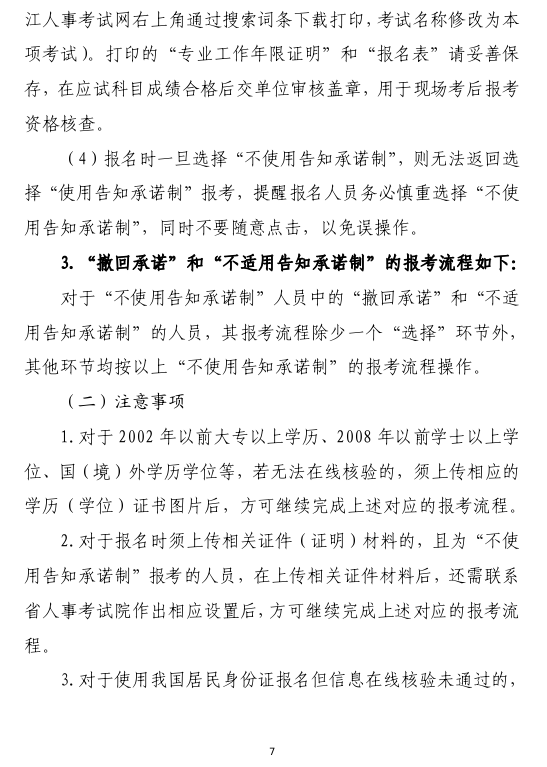 江人事考试网右上角通过搜索词条下载打印，考试名称修改为本
项考试）。打印的“专业工作年限证明”和“报名表”请妥善保
存，在应试科目成绩合格后交单位审核盖章，用于现场考后报考
资格核查。
（4）报名时一旦选择“不使用告知承诺制”，则无法返回选
择“使用告知承诺制”报考，提醒报名人员务必慎重选择“不使
用告知承诺制”，同时不要随意点击，以免误操作。
3.“撤回承诺”和“不适用告知承诺制”的报考流程如下：
对于“不使用告知承诺制”人员中的“撤回承诺”和“不适
用告知承诺制”的人员，其报考流程除少一个“选择”环节外，
其他环节均按以上“不使用告知承诺制”的报考流程操作。
（二）注意事项
1.对于2002年以前大专以上学历、2008年以前学士以上学
位、国（境）外学历学位等，若无法在线核验的，须上传相应的
学历（学位）证书图片后，方可继续完成上述对应的报考流程。
2.对于报名时须上传相关证件（证明）材料的，且为“不使
用告知承诺制”报考的人员，在上传相关证件材料后，还需联系
省人事考试院作出相应设置后，方可继续完成上述对应的报考流
程。
3.对于使用我国居民身份证报名但信息在线核验未通过的，
7